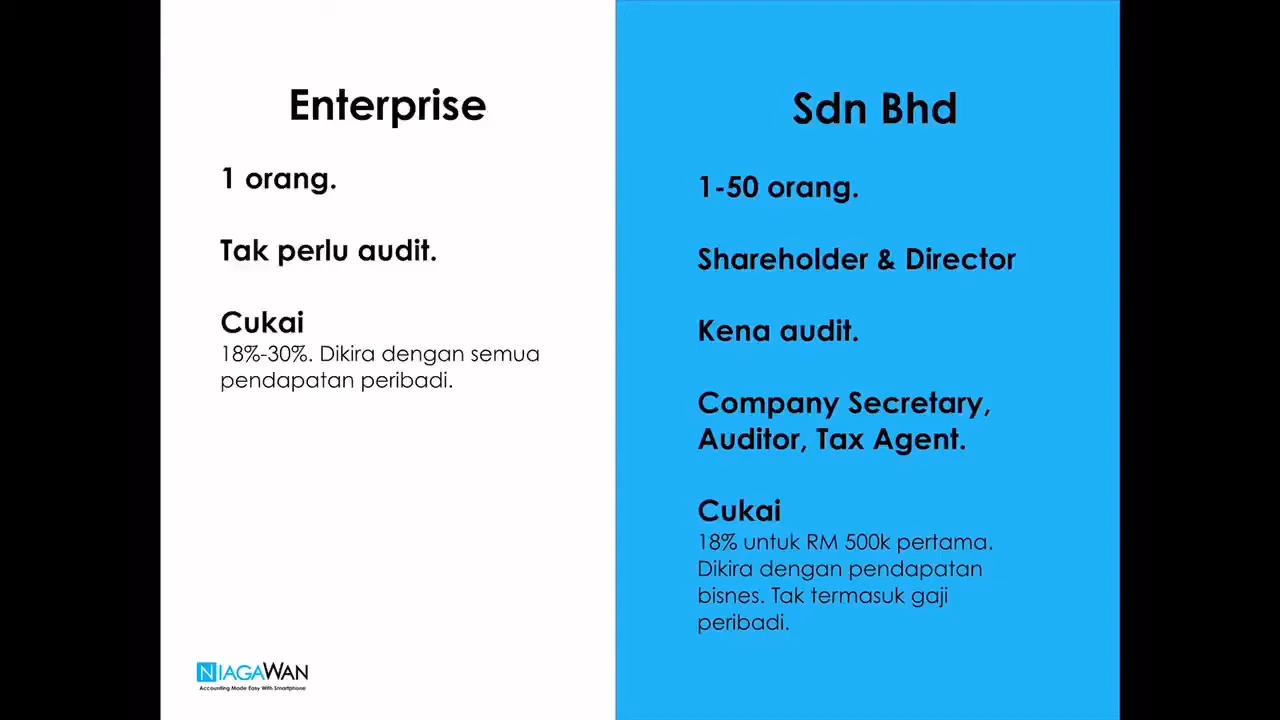 Enterprise
1 orang.
Tak perlu audit.
Cukai
18%-30%. Dikira dengan semua
pendapatan peribadi.
NIAGAWAN
Accounting Made Easy With Smartphone
Sdn Bhd
1-50 orang.
Shareholder & Director
Kena audit.
Company Secretary,
Auditor, Tax Agent.
Cukai
18% untuk RM 500k pertama.
Dikira dengan pendapatan
bisnes. Tak termasuk gaji
peribadi.